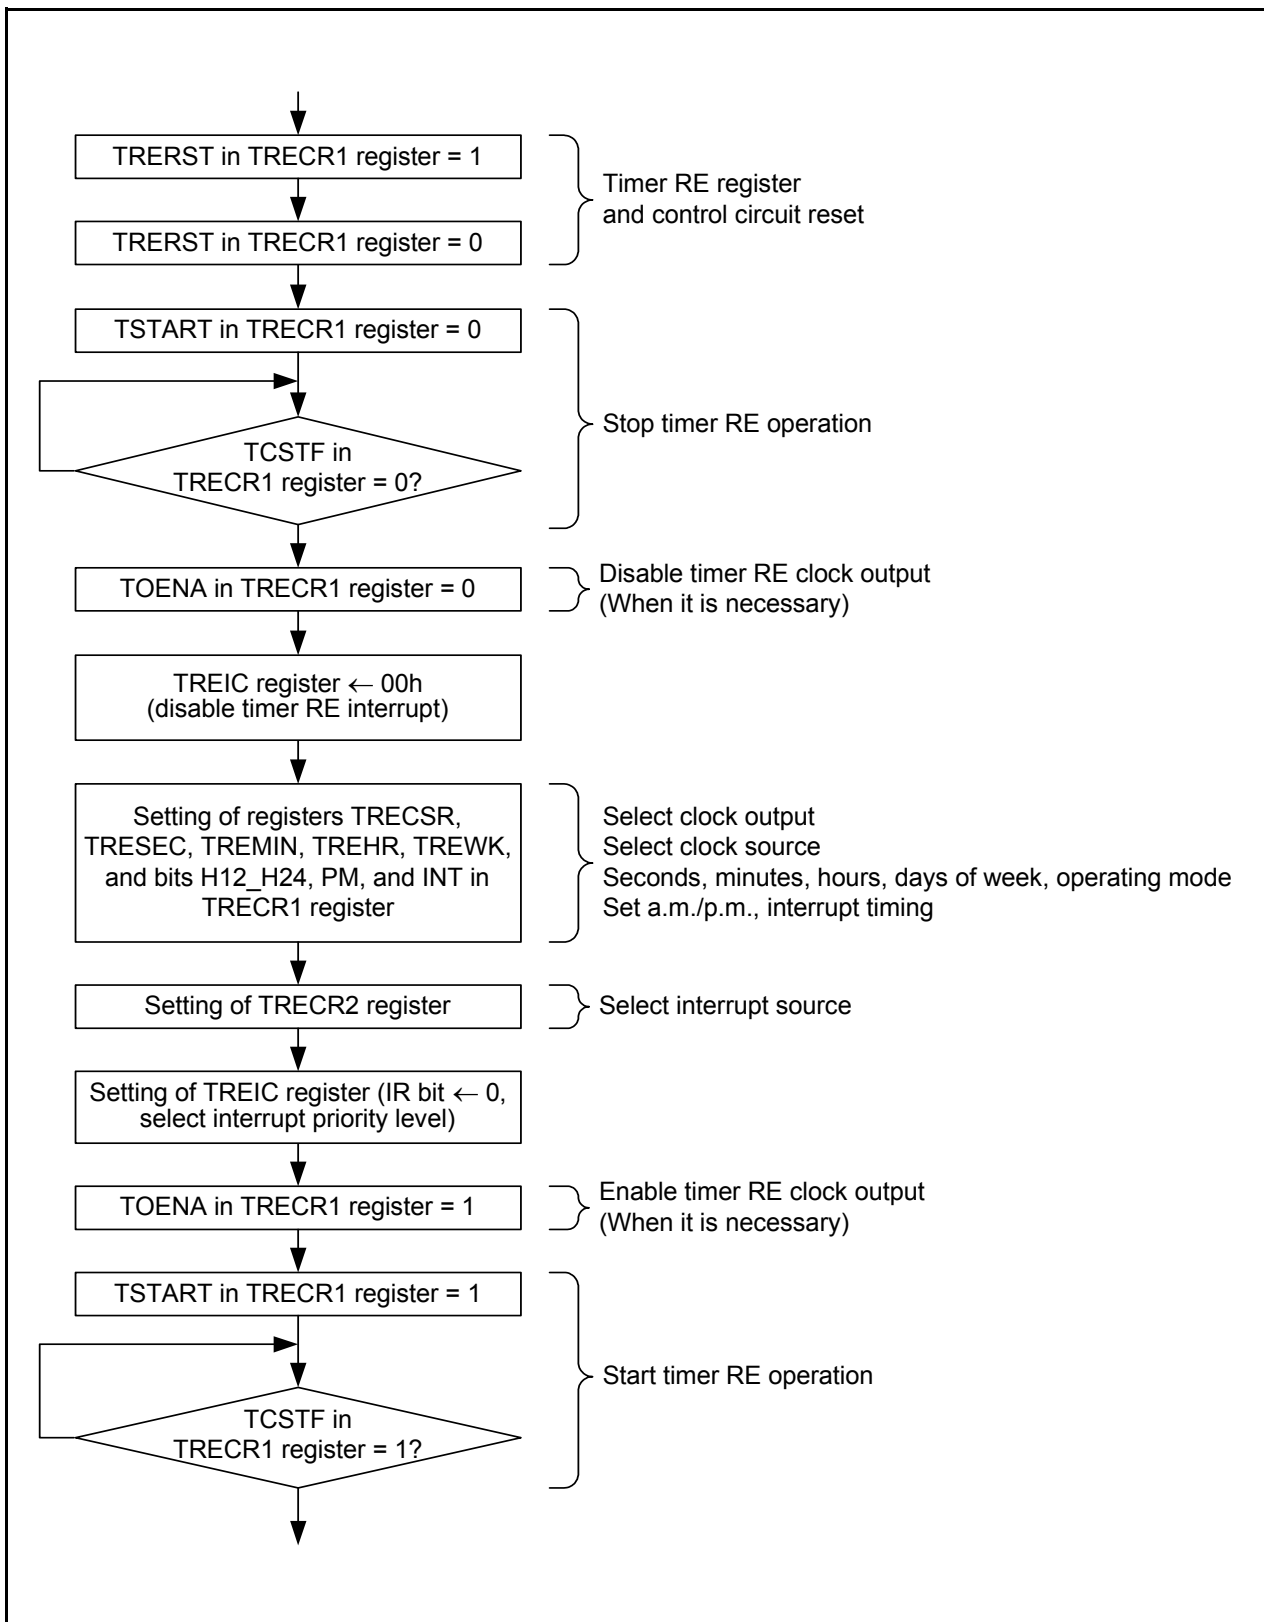 TRERST in TRECR1 register = 1
TRERST in TRECR1 register = 0
Timer RE register
and control circuit reset
TSTART in TRECR1 register = 0
TCSTF in
TRECR1 register = 0?
Stop timer RE operation
TOENA in TRECR1 register = 0
Disable timer RE clock output
(When it is necessary)
TREIC register ← 00h
(disable timer RE interrupt)
Setting of registers TRECSR,
TRESEC, TREMIN, TREHR, TREWK,
and bits H12_H24, PM, and INT in
TRECR1 register
Select clock output
Select clock source
Seconds, minutes, hours, days of week, operating mode
Set a.m./p.m., interrupt timing
Setting of TRECR2 register
Select interrupt source
Setting of TREIC register (IR bit ← 0,
select interrupt priority level)
TOENA in TRECR1 register = 1
Enable timer RE clock output
(When it is necessary)
TSTART in TRECR1 register = 1
TCSTF in
TRECR1 register = 1?
Start timer RE operation